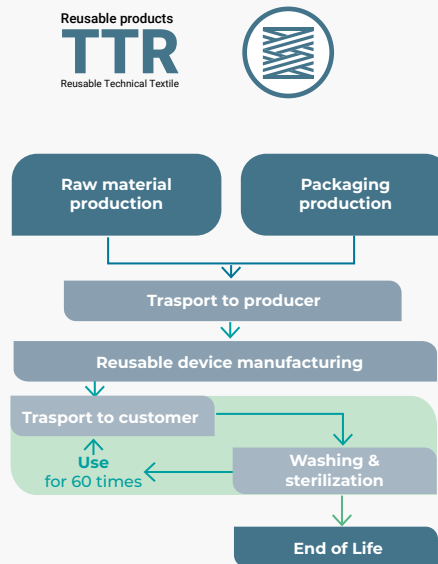 Reusable products
TTR
Reusable Technical Textile
Raw material
production
Packaging
production
Trasport to producer
Reusable device manufacturing
Trasport to customer
Use
for 60 times
Washing &
sterilization
End of Life